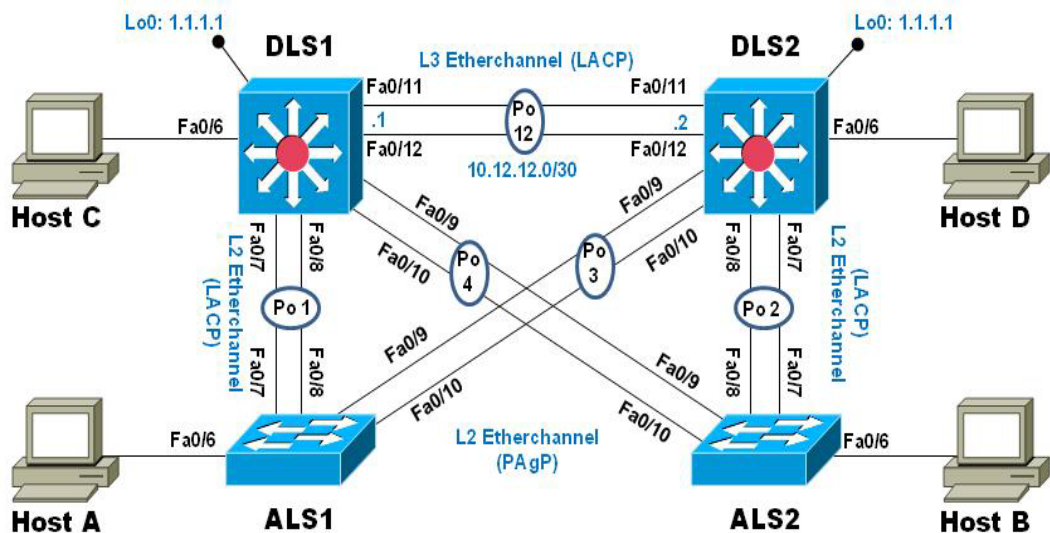 Lo0: 1.1.1.1
Lo0: 1.1.1.1
DLS1
DLS2
L3 Etherchannel (LACP)
Fa0/11
Fa0/11
Po
12
Fa0/6
.1
.2
Fa0/6
Fa0/12
Fa0/12
10.12.12.0/30
Host C
Host D
Fa0/9
Fa0/9
Fa0/7
Fa0/8
Fa0/10
Po
4
Po
3
Fa0/10
Fa0/8
Fa0/7
L2 Etherchannel
(LACP)
Po 1
Po 2
L2 Etherchannel
(LACP)
Fa0/7
Fa0/8
Fa0/9
Fa0/10
Fa0/9
Fa0/10
Fa0/8
Fa0/7
L2 Etherchannel
(PAgP)
Fa0/6
Fa0/6
Host A
ALS1
ALS2
Host B